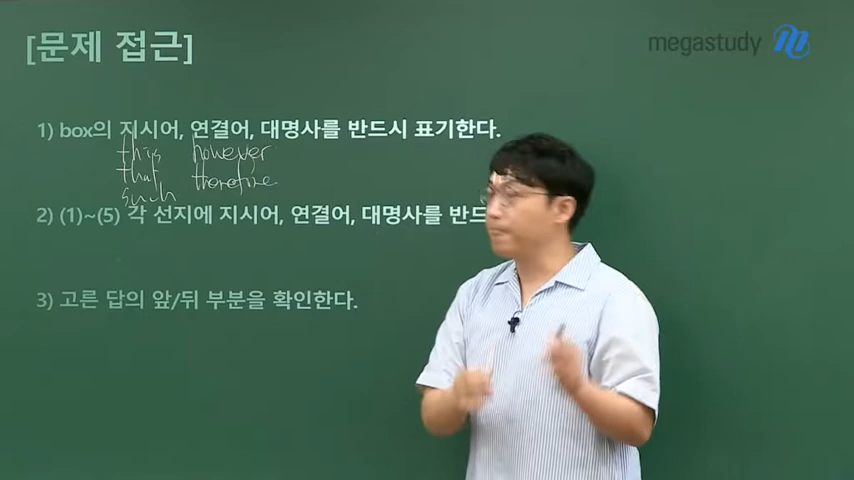 [문제 접근]
megastudy
1) box의 지시어, 연결어, 대명사를 반드시 표기한다.
this however
that therefore
such
2) (1)~(5) 각 선지에 지시어, 연결어, 대명사를 반드
3) 고른 답의 앞/뒤 부분을 확인한다.